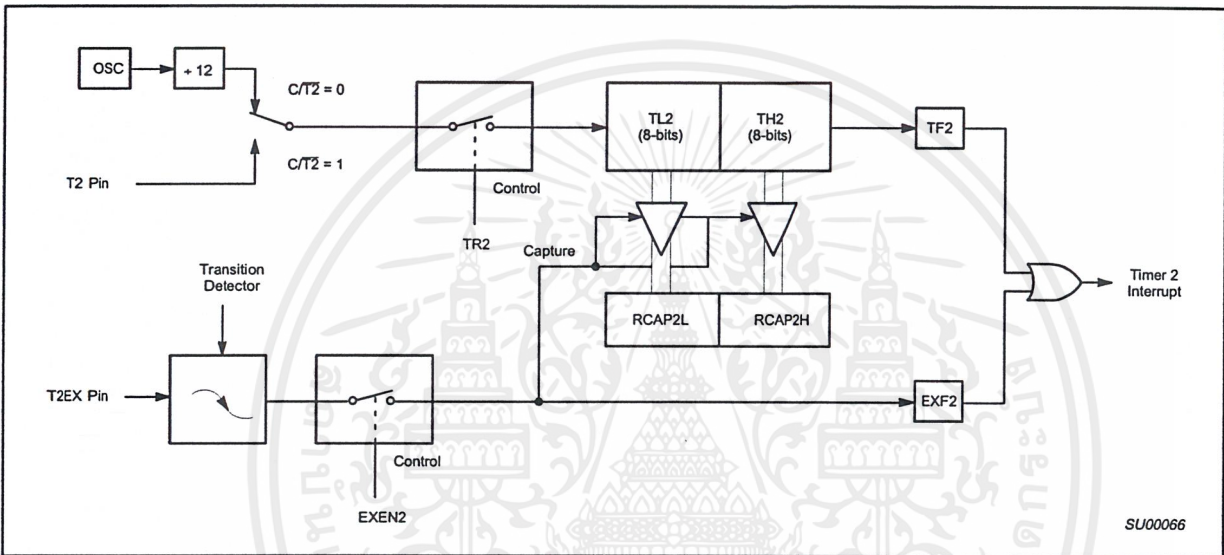 OSC
÷ 12
C/T2 = 0
C/T2 = 1
T2 Pin
Control
TR2
TL2
(8-bits)
TH2
(8-bits)
TF2
Capture
Transition
Detector
RCAP2L
RCAP2H
Timer 2
Interrupt
T2EX Pin
Control
EXEN2
EXF2
SU00066